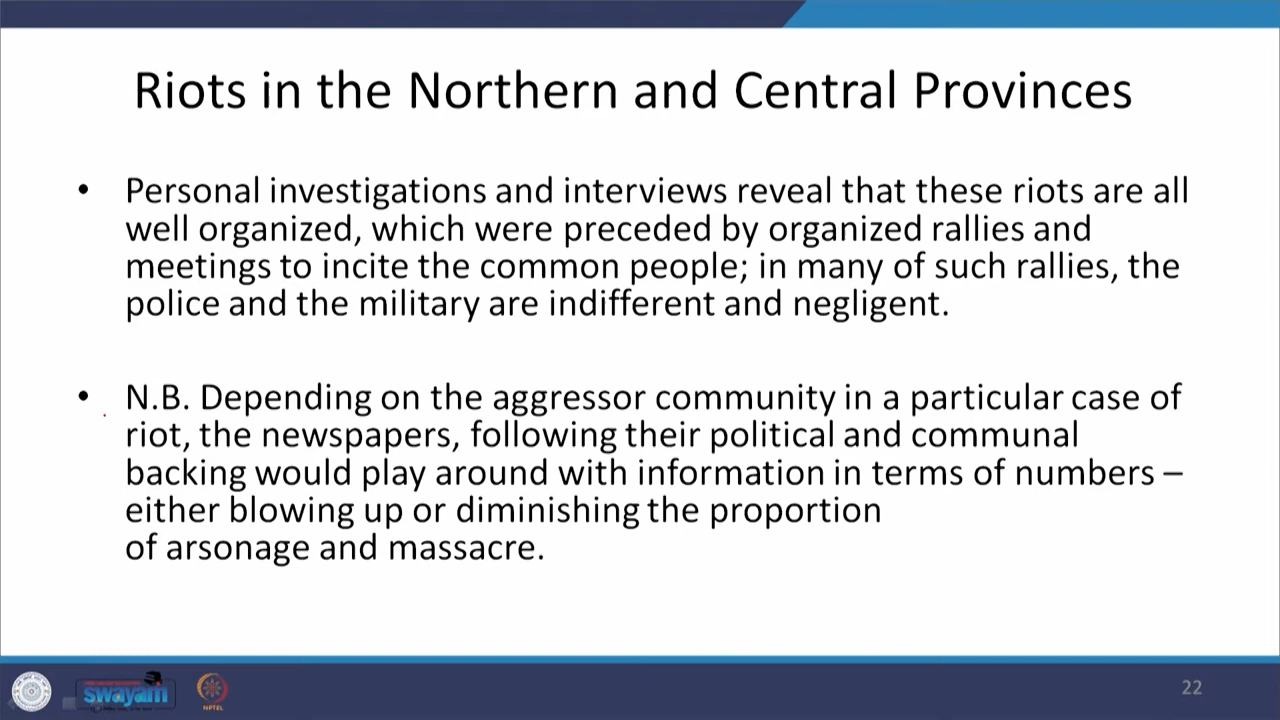 Riots in the Northern and Central Provinces
• Personal investigations and interviews reveal that these riots are all
well organized, which were preceded by organized rallies and
meetings to incite the common people; in many of such rallies, the
police and the military are indifferent and negligent.
• N.B. Depending on the aggressor community in a particular case of
riot, the newspapers, following their political and communal
backing would play around with information in terms of numbers –
either blowing up or diminishing the proportion
of arsonage and massacre.
swayam
NPTEL
22